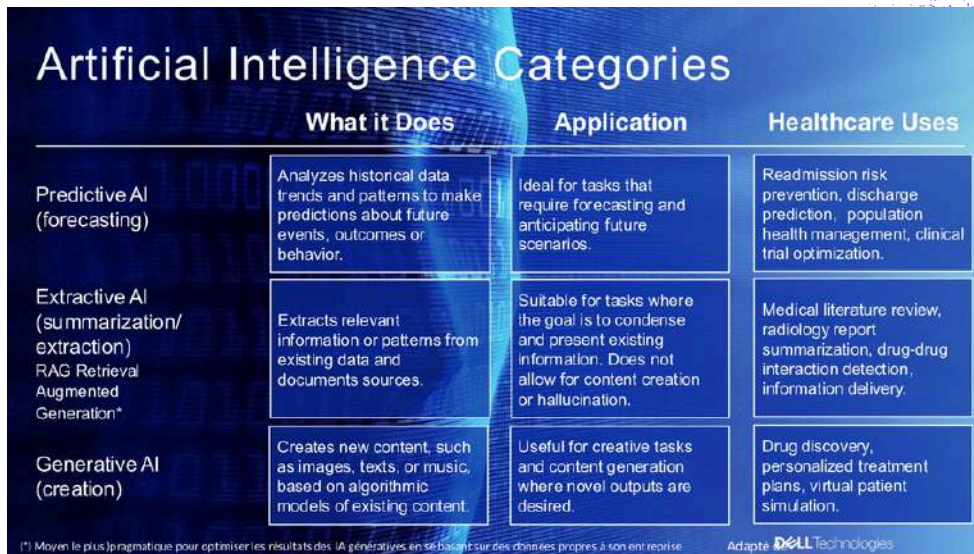 Artificial Intelligence Categories
What it Does
Application
Healthcare Uses
Predictive AI
(forecasting)
Analyzes historical data
trends and patterns to make
predictions about future
events, outcomes or
behavior.
Ideal for tasks that
require forecasting and
anticipating future
scenarios.
Readmission risk
prevention, discharge
prediction, population
health management, clinical
trial optimization.
Extractive AI
(summarization/
extraction)
RAG Retrieval
Augmented
Generation*
Extracts relevant
information or patterns from
existing data and
documents sources.
Suitable for tasks where
the goal is to condense
and present existing
information. Does not
allow for content creation
or hallucination.
Medical literature review,
radiology report
summarization, drug-drug
interaction detection,
information delivery.
Generative AI
(creation)
Creates new content, such
as images, texts, or music,
based on algorithmic
models of existing content.
Useful for creative tasks
and content generation
where novel outputs are
desired.
Drug discovery,
personalized treatment
plans, virtual patient
simulation.
(*) Moyen le plus )pragmatique pour optimiser les résultats des IA génératives en se basant sur des données propres à son entreprise
Adapté de DELL Technologies